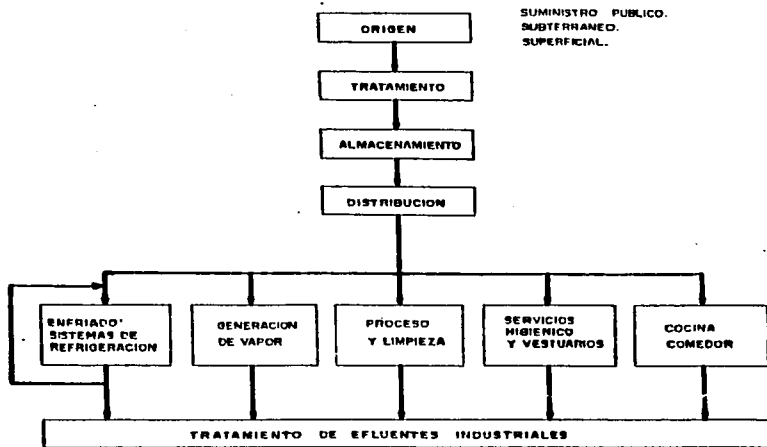 SUMINISTRO PUBLICO.
SUBTERRANEO.
SUPERFICIAL.
ORIGEN
TRATAMIENTO
ALMACENAMIENTO
DISTRIBUCION
ENFRIADO'
SISTEMAS DE
REFRIGERACION
GENERACION
DE VAPOR
PROCESO
Y LIMPIEZA
SERVICIOS
HIGIENICO
Y VESTUARIOS
COCINA
COMEDOR
TRATAMIENTO DE EFLUENTES INDUSTRIALES